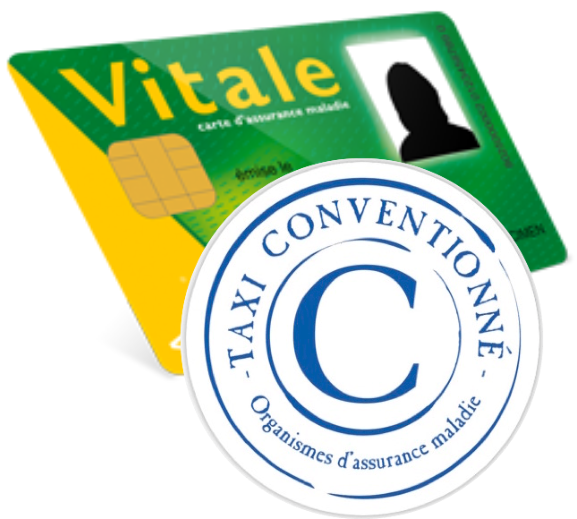 Vitale
carte d'assurance maladie
émise le
- TAXI CONVENTIONNÉ -
C
Organismes d'assurance maladie